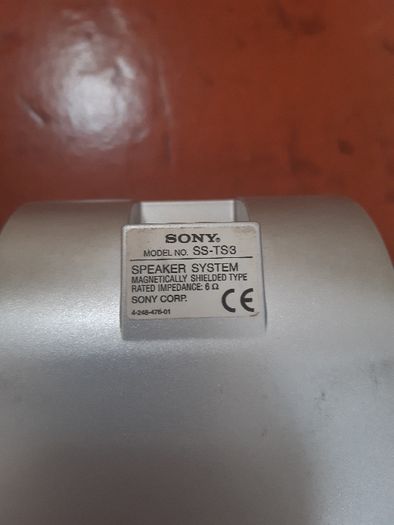 SONY®
MODEL NO. SS-TS3
SPEAKER SYSTEM
MAGNETICALLY SHIELDED TYPE
RATED IMPEDANCE: 6 Ω
SONY CORP.
CE
4-248-476-01